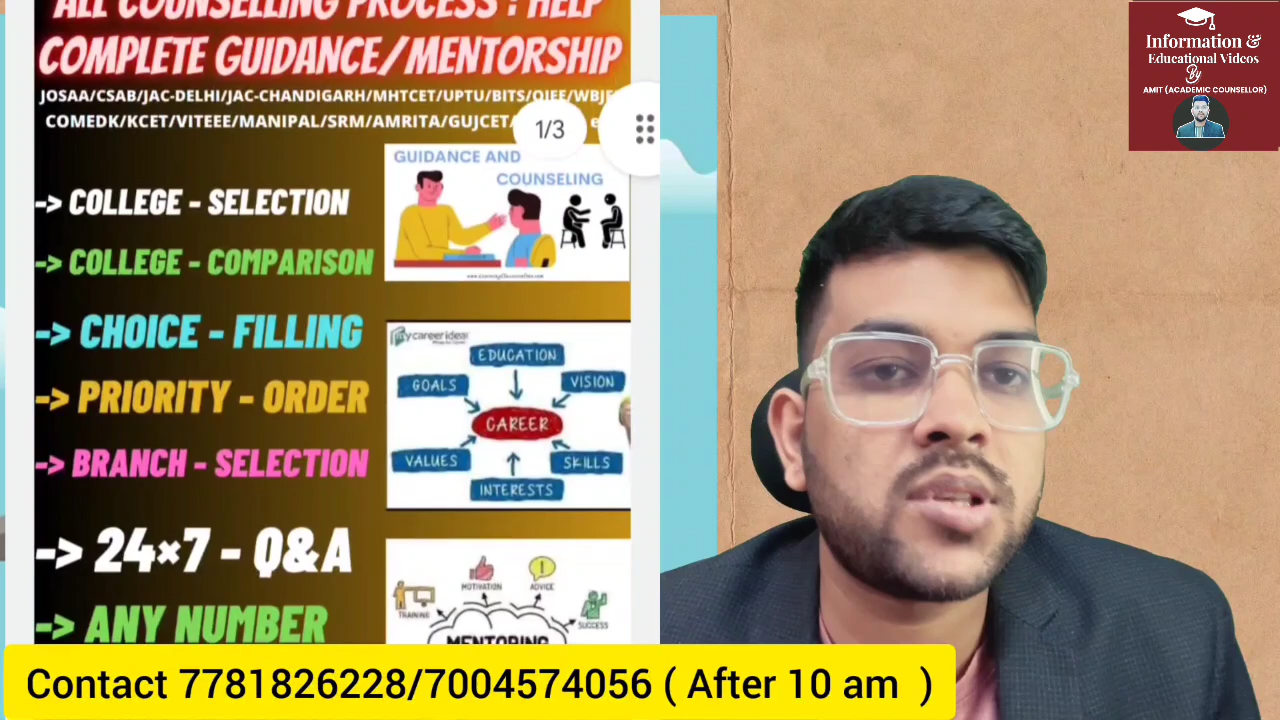 ALL COUNSELLING PROCESS : HELP
COMPLETE GUIDANCE/MENTORSHIP
JOSAA/CSAB/JAC-DELHI/JAC-CHANDIGARH/MHTCET/UPTU/BITS/OJEE/WBJE
COMEDK/KCET/VITEEE/MANIPAL/SRM/AMRITA/GUJCET/
1/3
-> COLLEGE - SELECTION
-> COLLEGE - COMPARISON
-> CHOICE - FILLING
-> PRIORITY - ORDER
-> BRANCH - SELECTION
-> 24×7 - Q&A
-> ANY NUMBER
GUIDANCE AND
COUNSELING
EDUCATION
GOALS
VISION
CAREER
VALUES
SKILLS
INTERESTS
MOTIVATION
ADVICE
TRAINING
SUCCESS
MENTORING
Information &
Educational Videos
By
AMIT (ACADEMIC COUNSELLOR)
Contact 7781826228/7004574056 ( After 10 am )